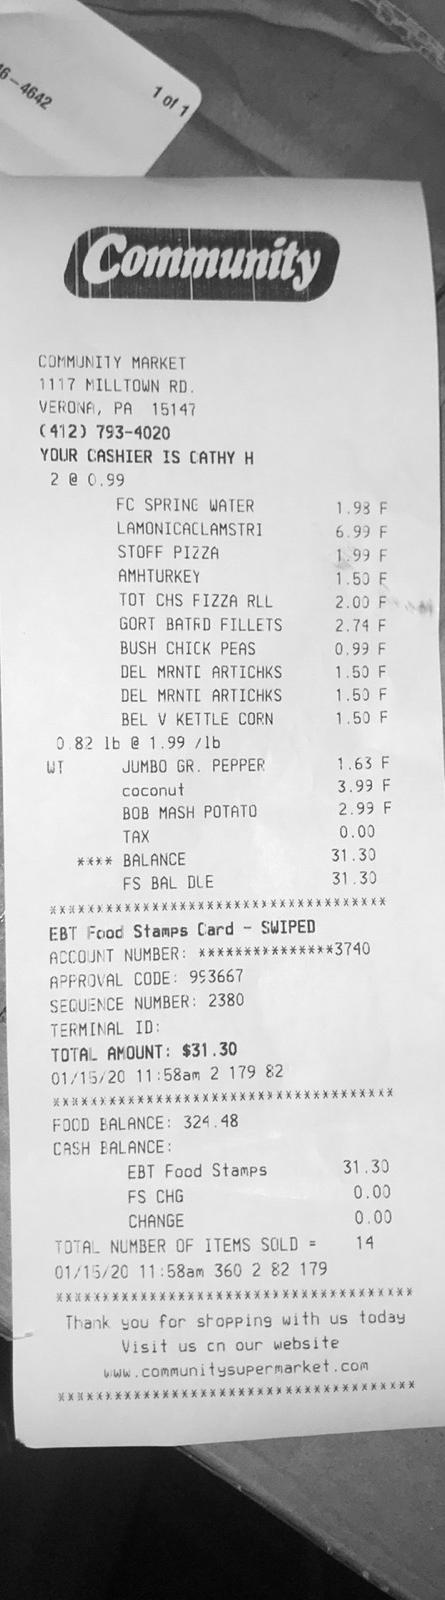 6-4642
1 of 1
Community
COMMUNITY MARKET
1117 MILLTOWN RD.
VERONA, PA 15147
(412) 793-4020
YOUR CASHIER IS CATHY H
2 @ 0.99
FC SPRING WATER 1.98 F
LAMONICACLAMSTRI 6.99 F
STOFF PIZZA 1.99 F
AMHTURKEY 1.50 F
TOT CHS PIZZA RLL 2.00 F
GORT BATRD FILLETS 2.74 F
BUSH CHICK PEAS 0.99 F
DEL MRNTE ARTICHKS 1.50 F
DEL MRNTE ARTICHKS 1.50 F
BEL V KETTLE CORN 1.50 F
0.82 lb @ 1.99 /lb
WT JUMBO GR. PEPPER 1.63 F
coconut 3.99 F
BOB MASH POTATO 2.99 F
TAX 0.00
**** BALANCE 31.30
FS BAL DUE 31.30
***********************************
EBT Food Stamps Card - SWIPED
ACCOUNT NUMBER: ***************3740
APPROVAL CODE: 993667
SEQUENCE NUMBER: 2380
TERMINAL ID:
TOTAL AMOUNT: $31.30
01/15/20 11:58am 2 179 82
***********************************
FOOD BALANCE: 324.48
CASH BALANCE:
EBT Food Stamps 31.30
FS CHG 0.00
CHANGE 0.00
TOTAL NUMBER OF ITEMS SOLD = 14
01/15/20 11:58am 360 2 82 179
***********************************
Thank you for shopping with us today
Visit us on our website
www.communitysupermarket.com
***********************************